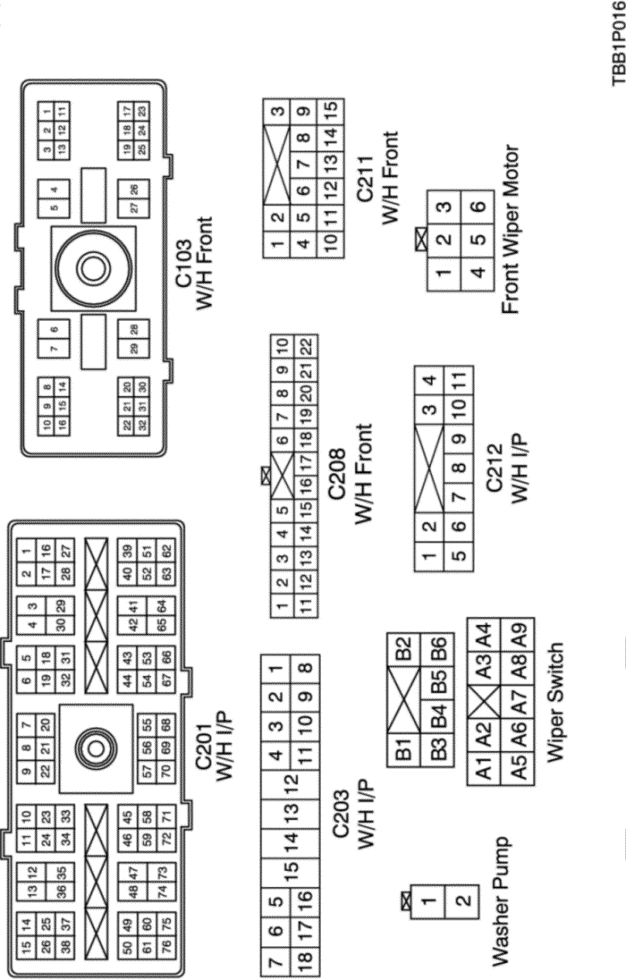 15 14 13 12 11 10 9 8 7 6 5 4 3 2 1
26 25 36 35 24 23 22 21 20 19 18 30 29 17 16
38 37 34 33 32 31 28 27
50 49 48 47 46 45 57 56 55 44 43 42 41 40 39
61 60 74 73 59 58 70 69 68 54 53 65 64 52 51
76 75 72 71 67 66 63 62
C201
W/H I/P
10 9 8 7 6 5 4 3 2 1
16 15 14 13 12 11
22 21 20 29 28 27 26 19 18 17
32 31 30 25 24 23
C103
W/H Front
7 6 5 15 14 13 12 4 3 2 1
18 17 16 11 10 9 8
C203
W/H I/P
1 2 3 4 5 6 7 8 9 10
11 12 13 14 15 16 17 18 19 20 21 22
C208
W/H Front
1 2 3
4 5 6 7 8 9
10 11 12 13 14 15
C211
W/H Front
1
2
Washer Pump
B1 B2
B3 B4 B5 B6
A1 A2 A3 A4
A5 A6 A7 A8 A9
Wiper Switch
1 2 3 4
5 6 7 8 9 10 11
C212
W/H I/P
1 2 3
4 5 6
Front Wiper Motor
TBB1P016